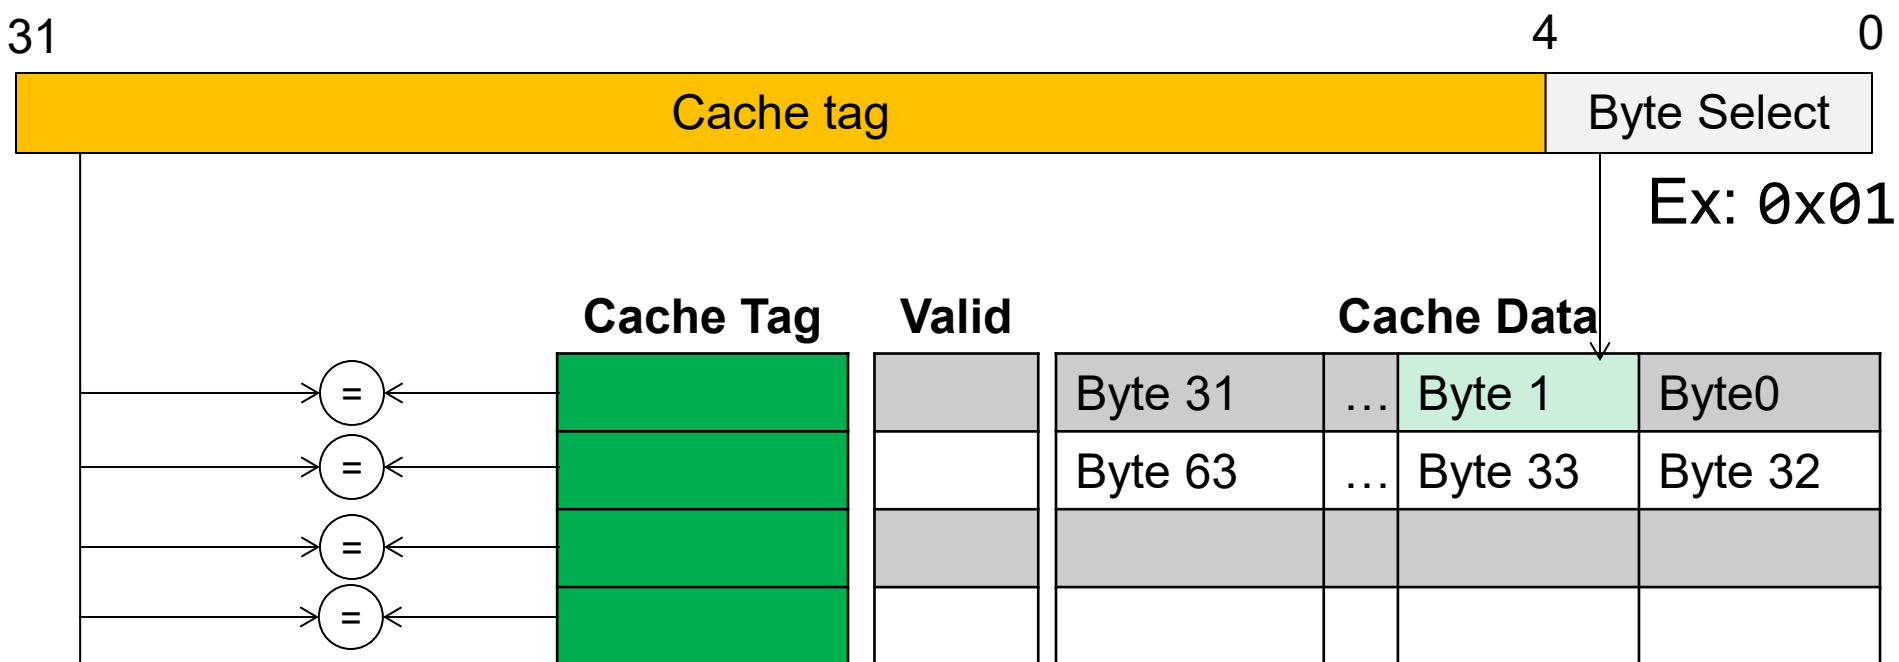 31 4 0
Cache tag Byte Select
Ex: 0x01
Cache Tag Valid Cache Data
= Byte 31 ... Byte 1 Byte0
= Byte 63 ... Byte 33 Byte 32
=
=